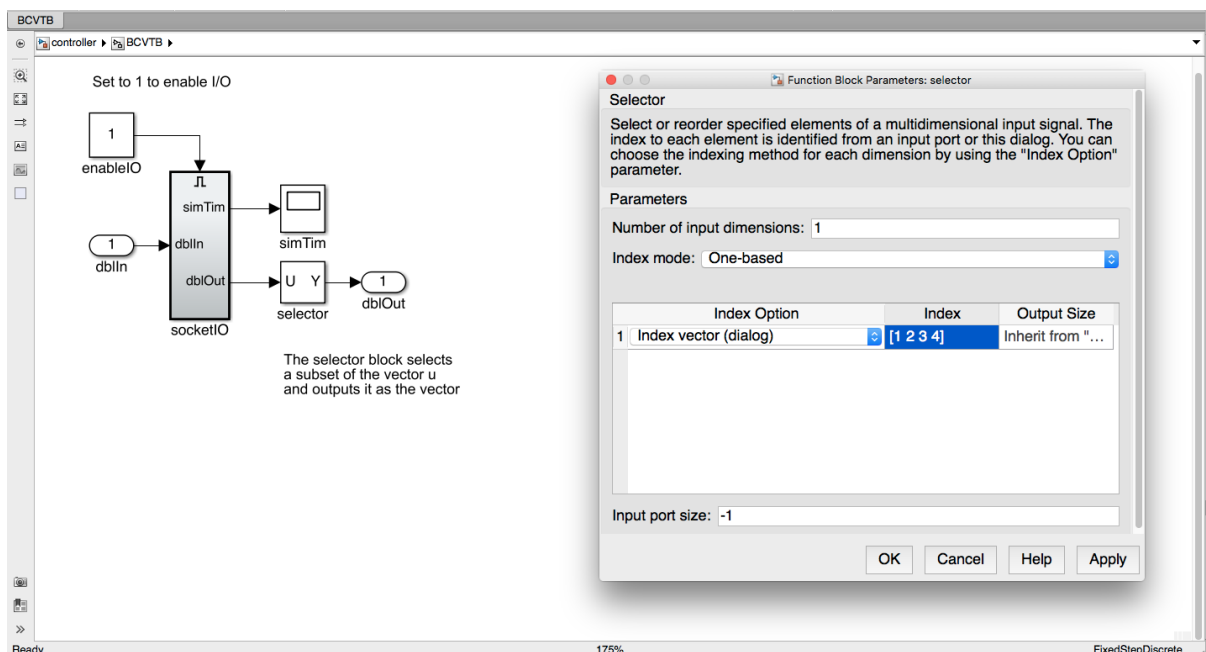 BCVTB
controller BCVTB
Set to 1 to enable I/O
1
enableIO
simTim
dblIn
dblOut
socketIO
1
dblIn
simTim
U Y
selector
1
dblOut
The selector block selects
a subset of the vector u
and outputs it as the vector
Function Block Parameters: selector
Selector
Select or reorder specified elements of a multidimensional input signal. The
index to each element is identified from an input port or this dialog. You can
choose the indexing method for each dimension by using the "Index Option"
parameter.
Parameters
Number of input dimensions: 1
Index mode: One-based
Index Option Index Output Size
1 Index vector (dialog) [1 2 3 4] Inherit from "...
Input port size: -1
OK Cancel Help Apply
Ready 175% FixedStepDiscrete